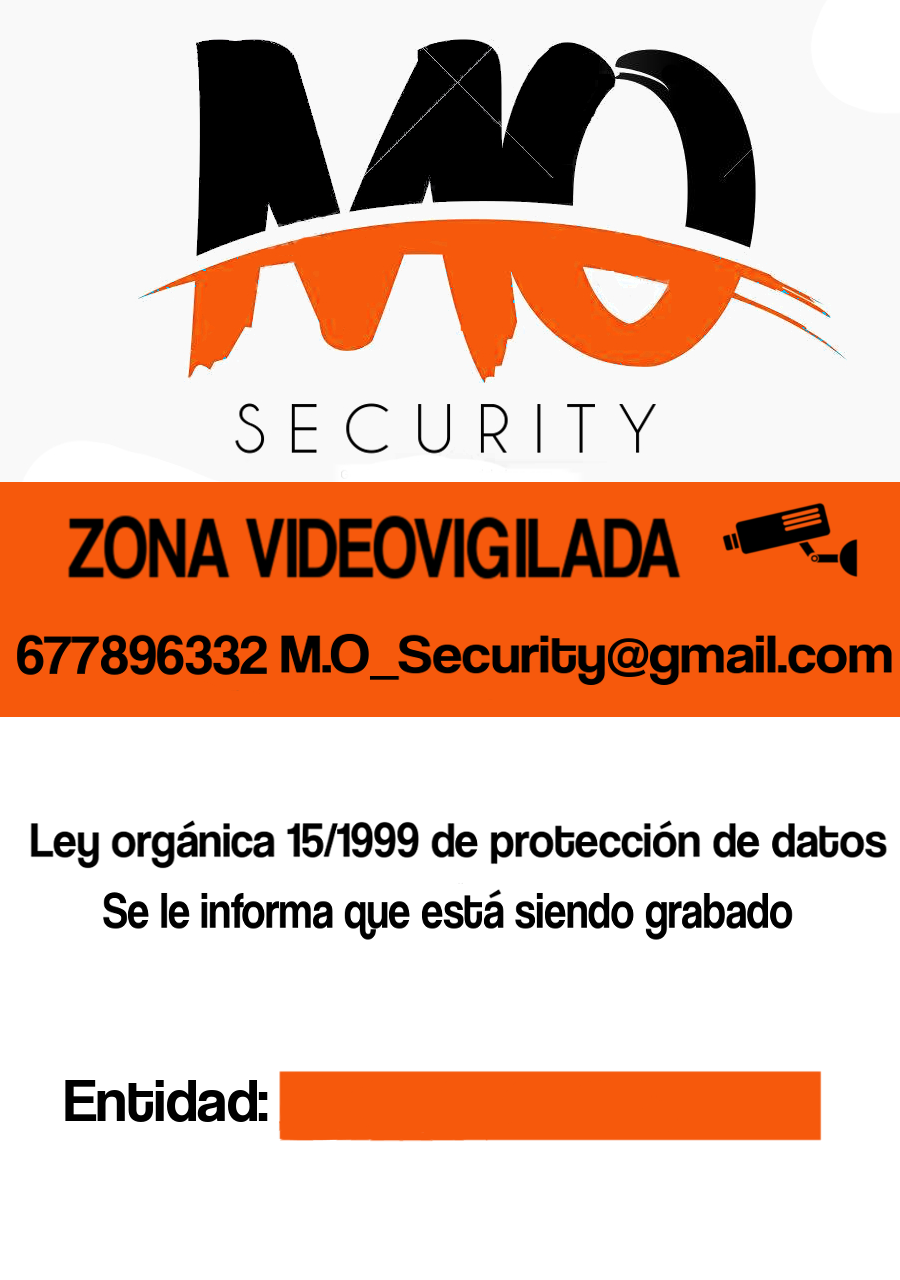 MO
SECURITY
ZONA VIDEOVIGILADA
677896332 M.O_Security@gmail.com
Ley orgánica 15/1999 de protección de datos
Se le informa que está siendo grabado
Entidad: